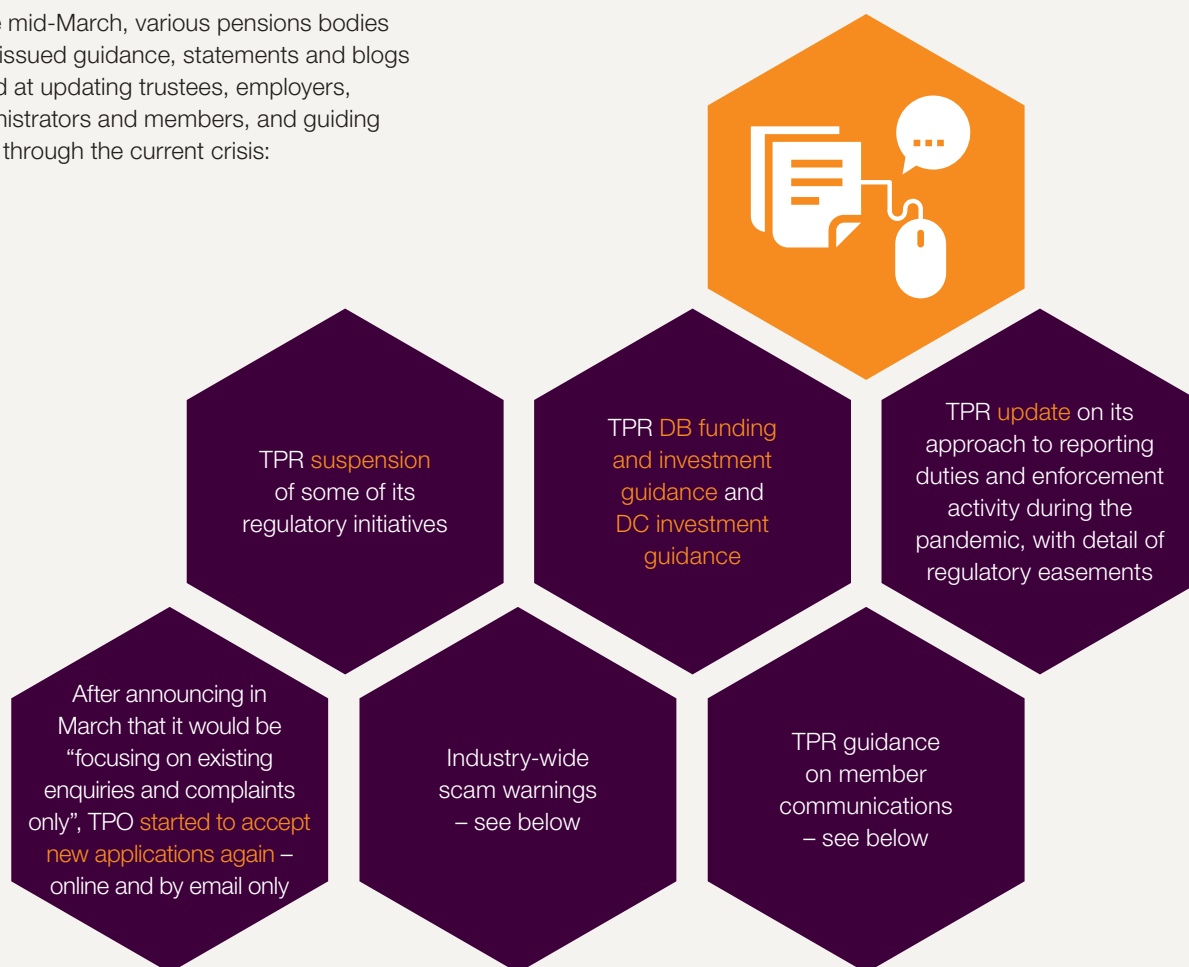 mid-March, various pensions bodies
issued guidance, statements and blogs
at updating trustees, employers,
and members, and guiding
through the current crisis:
TPR suspension
of some of its
regulatory initiatives
TPR DB funding
and investment
guidance and
DC investment
guidance
TPR update on its
approach to reporting
duties and enforcement
activity during the
pandemic, with detail of
regulatory easements
After announcing in
March that it would be
“focusing on existing
enquiries and complaints
only”, TPO started to accept
new applications again –
online and by email only
Industry-wide
scam warnings
– see below
TPR guidance
on member
communications
– see below